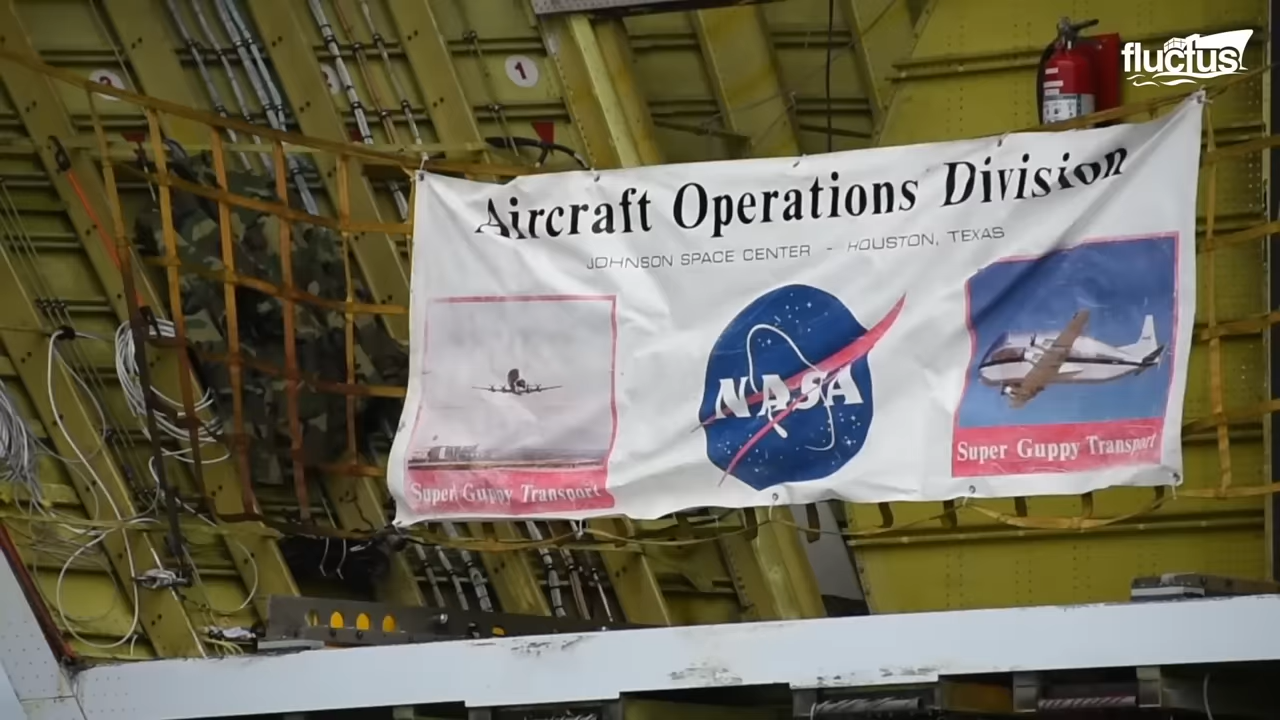 fluctus
1
Aircraft Operations Division
JOHNSON SPACE CENTER - HOUSTON, TEXAS
NASA
Super Guppy Transport
Super Guppy Transport